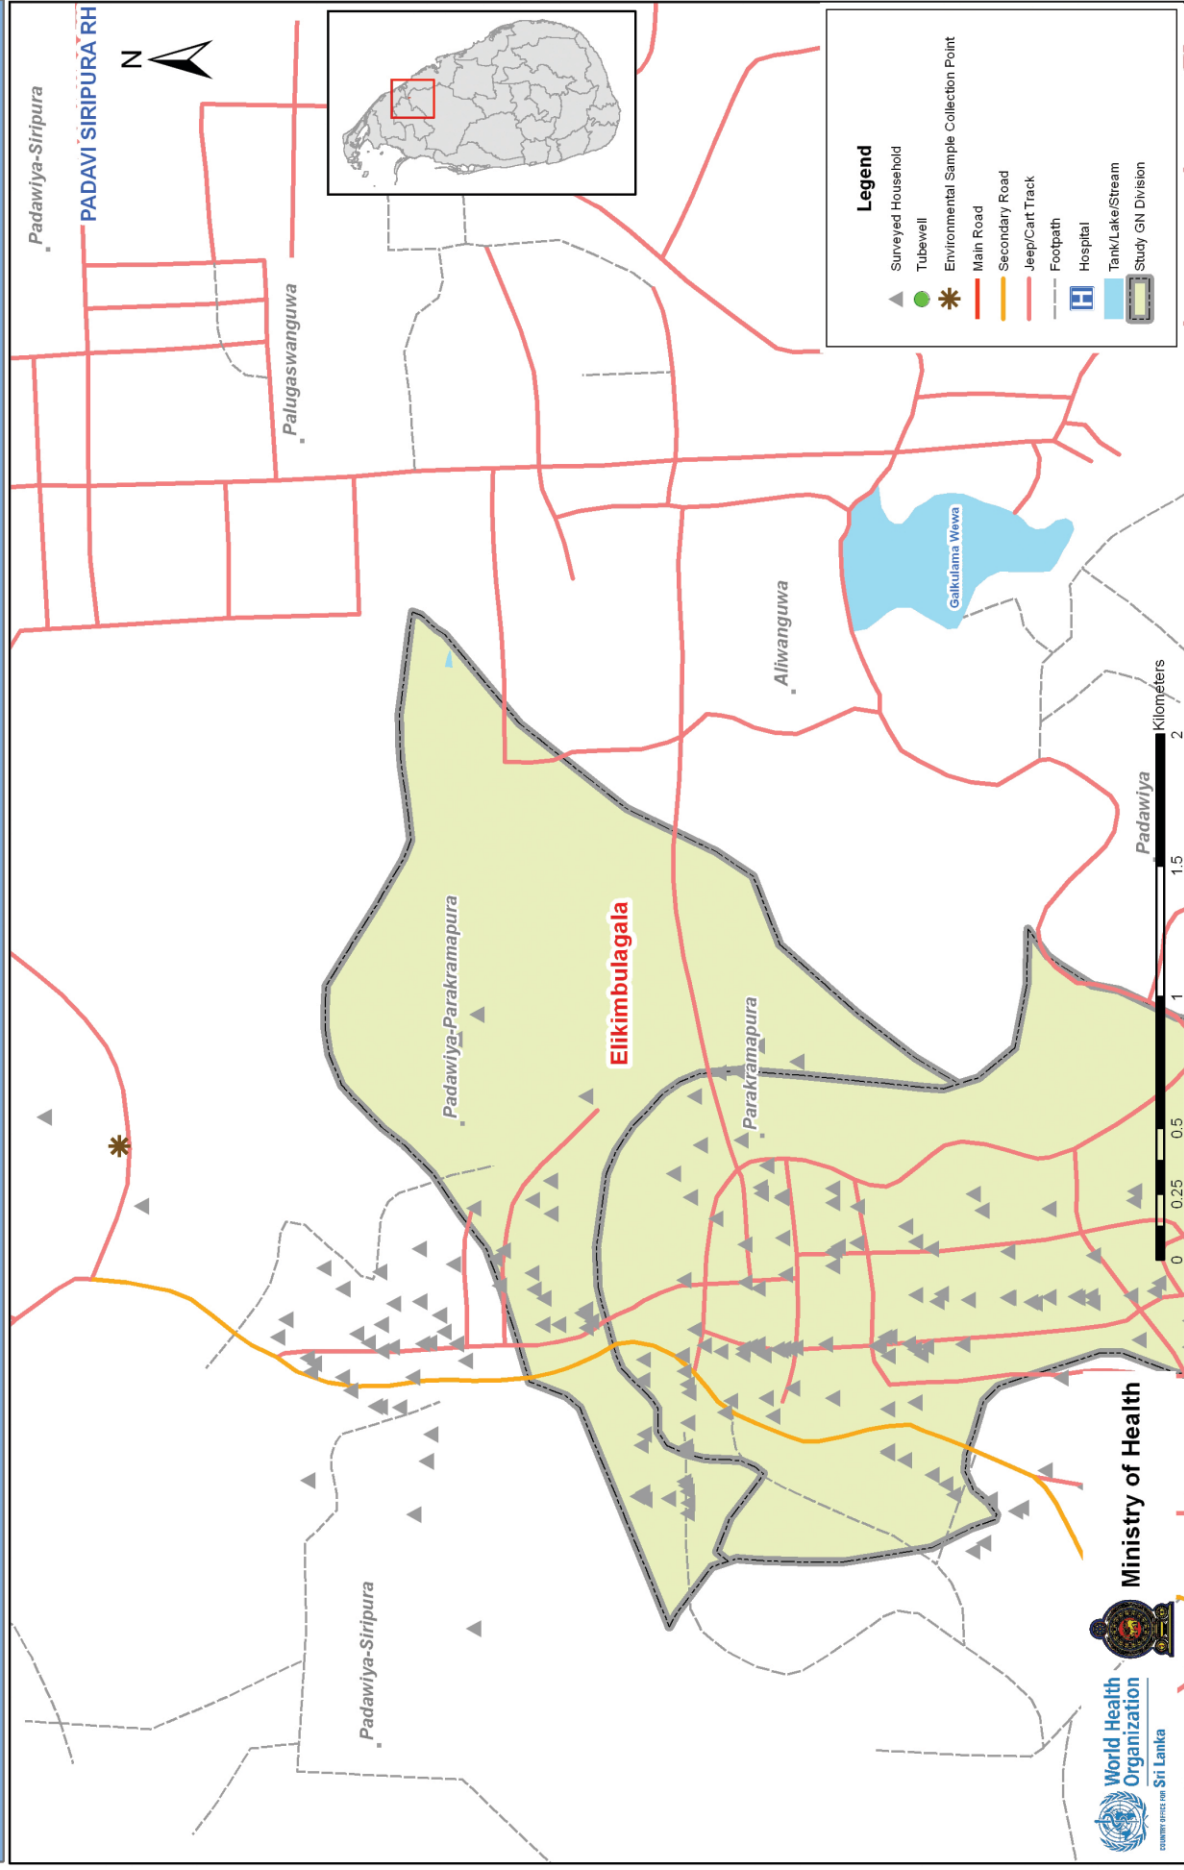 Padawiya-Siripura
PADAVI SIRIPURA RH
N
Palugaswanguwa
Padawiya-Parakramapura
Elikimbulagala
Parakramapura
Aliwanguwa
Galkulama Wewa
Padawiya
Padawiya-Siripura
Legend
Surveyed Household
Tubewell
Environmental Sample Collection Point
Main Road
Secondary Road
Jeep/Cart Track
Footpath
H
Hospital
Tank/Lake/Stream
Study GN Division
0 0.25 0.5 1 1.5 2
Kilometers
World Health
Organization
COUNTRY OFFICE FOR Sri Lanka
Ministry of Health